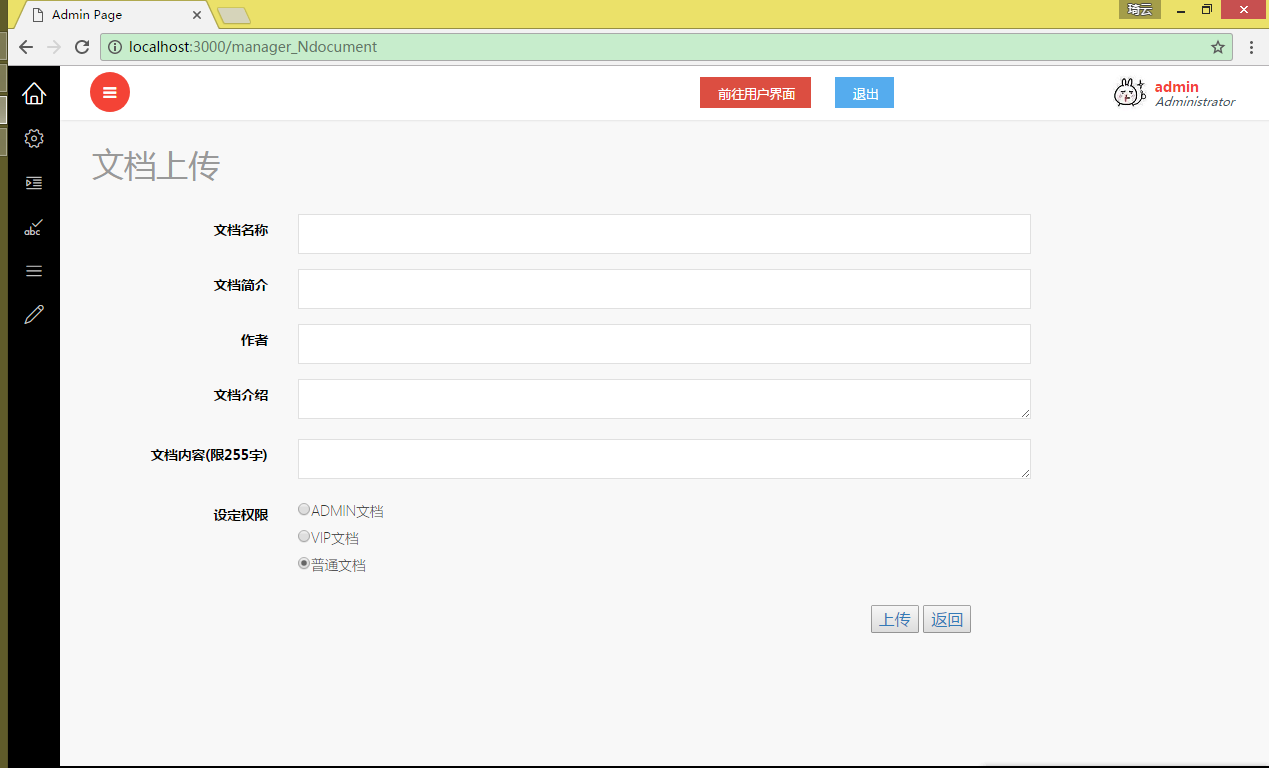 Admin Page
琦云
localhost:3000/manager_Ndocument
前往用户界面
退出
admin
Administrator
文档上传
文档名称
文档简介
作者
文档介绍
文档内容(限255字)
设定权限
ADMIN文档
VIP文档
普通文档
上传
返回
abc